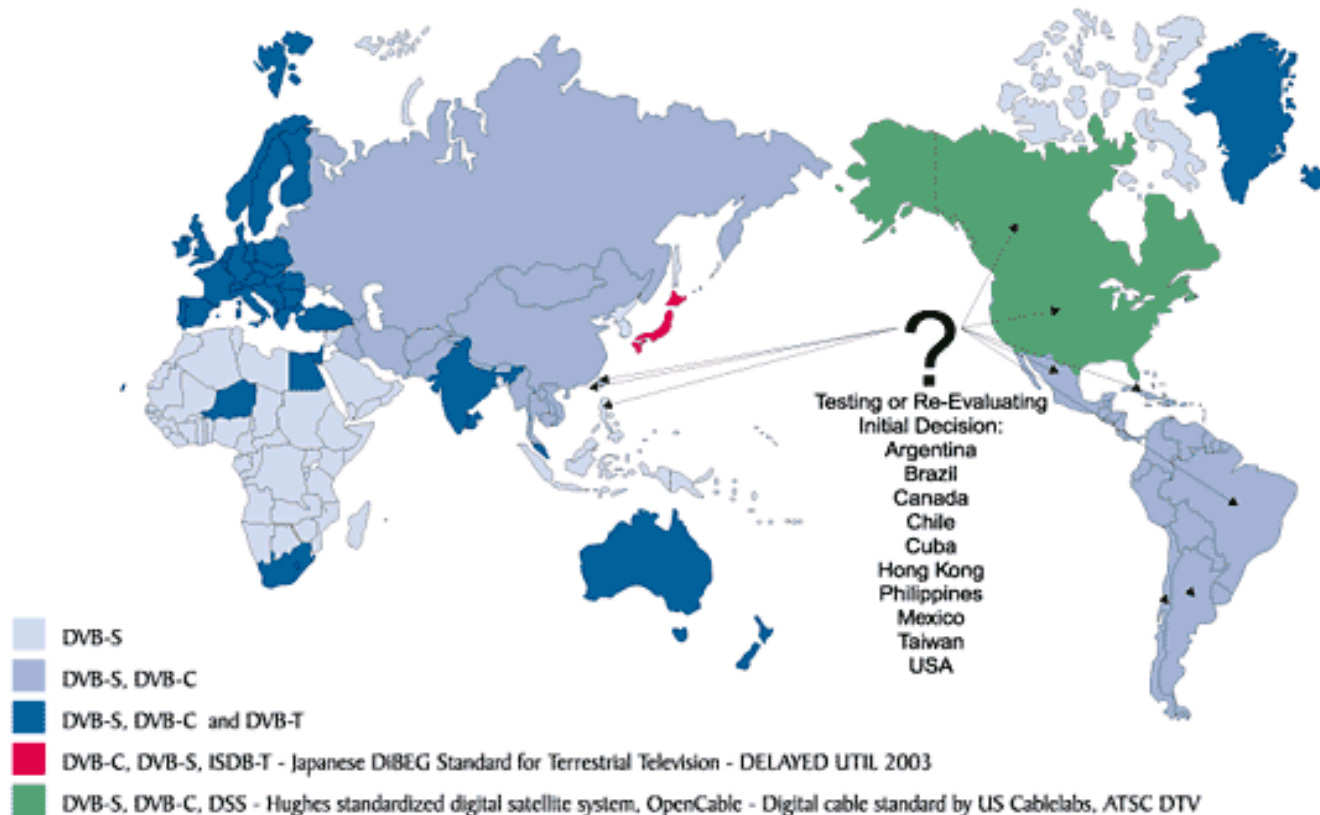 ?
Testing or Re-Evaluating
Initial Decision:
Argentina
Brazil
Canada
Chile
Cuba
Hong Kong
Philippines
Mexico
Taiwan
USA
DVB-S
DVB-S, DVB-C
DVB-S, DVB-C and DVB-T
DVB-C, DVB-S, ISDB-T - Japanese DiBEG Standard for Terrestrial Television - DELAYED UTIL 2003
DVB-S, DVB-C, DSS - Hughes standardized digital satellite system, OpenCable - Digital cable standard by US Cablelabs, ATSC DTV